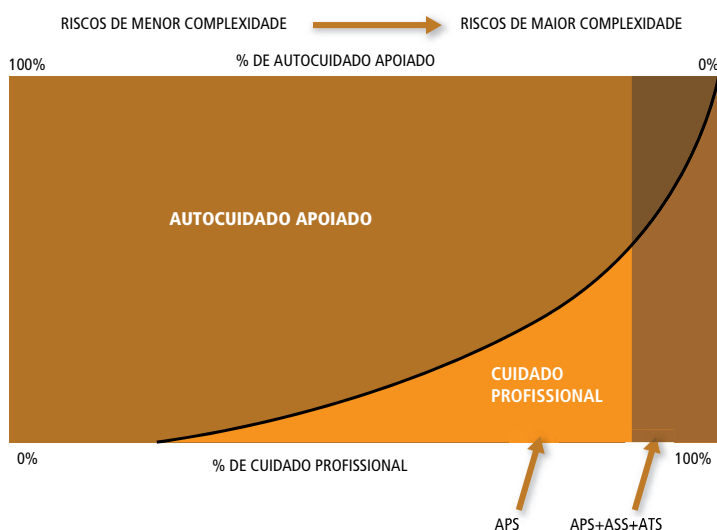 RISCOS DE MENOR COMPLEXIDADE
RISCOS DE MAIOR COMPLEXIDADE
100%
% DE AUTOCUIDADO APOIADO
0%
AUTOCUIDADO APOIADO
CUIDADO
PROFISSIONAL
0%
% DE CUIDADO PROFISSIONAL
100%
APS
APS+ASS+ATS